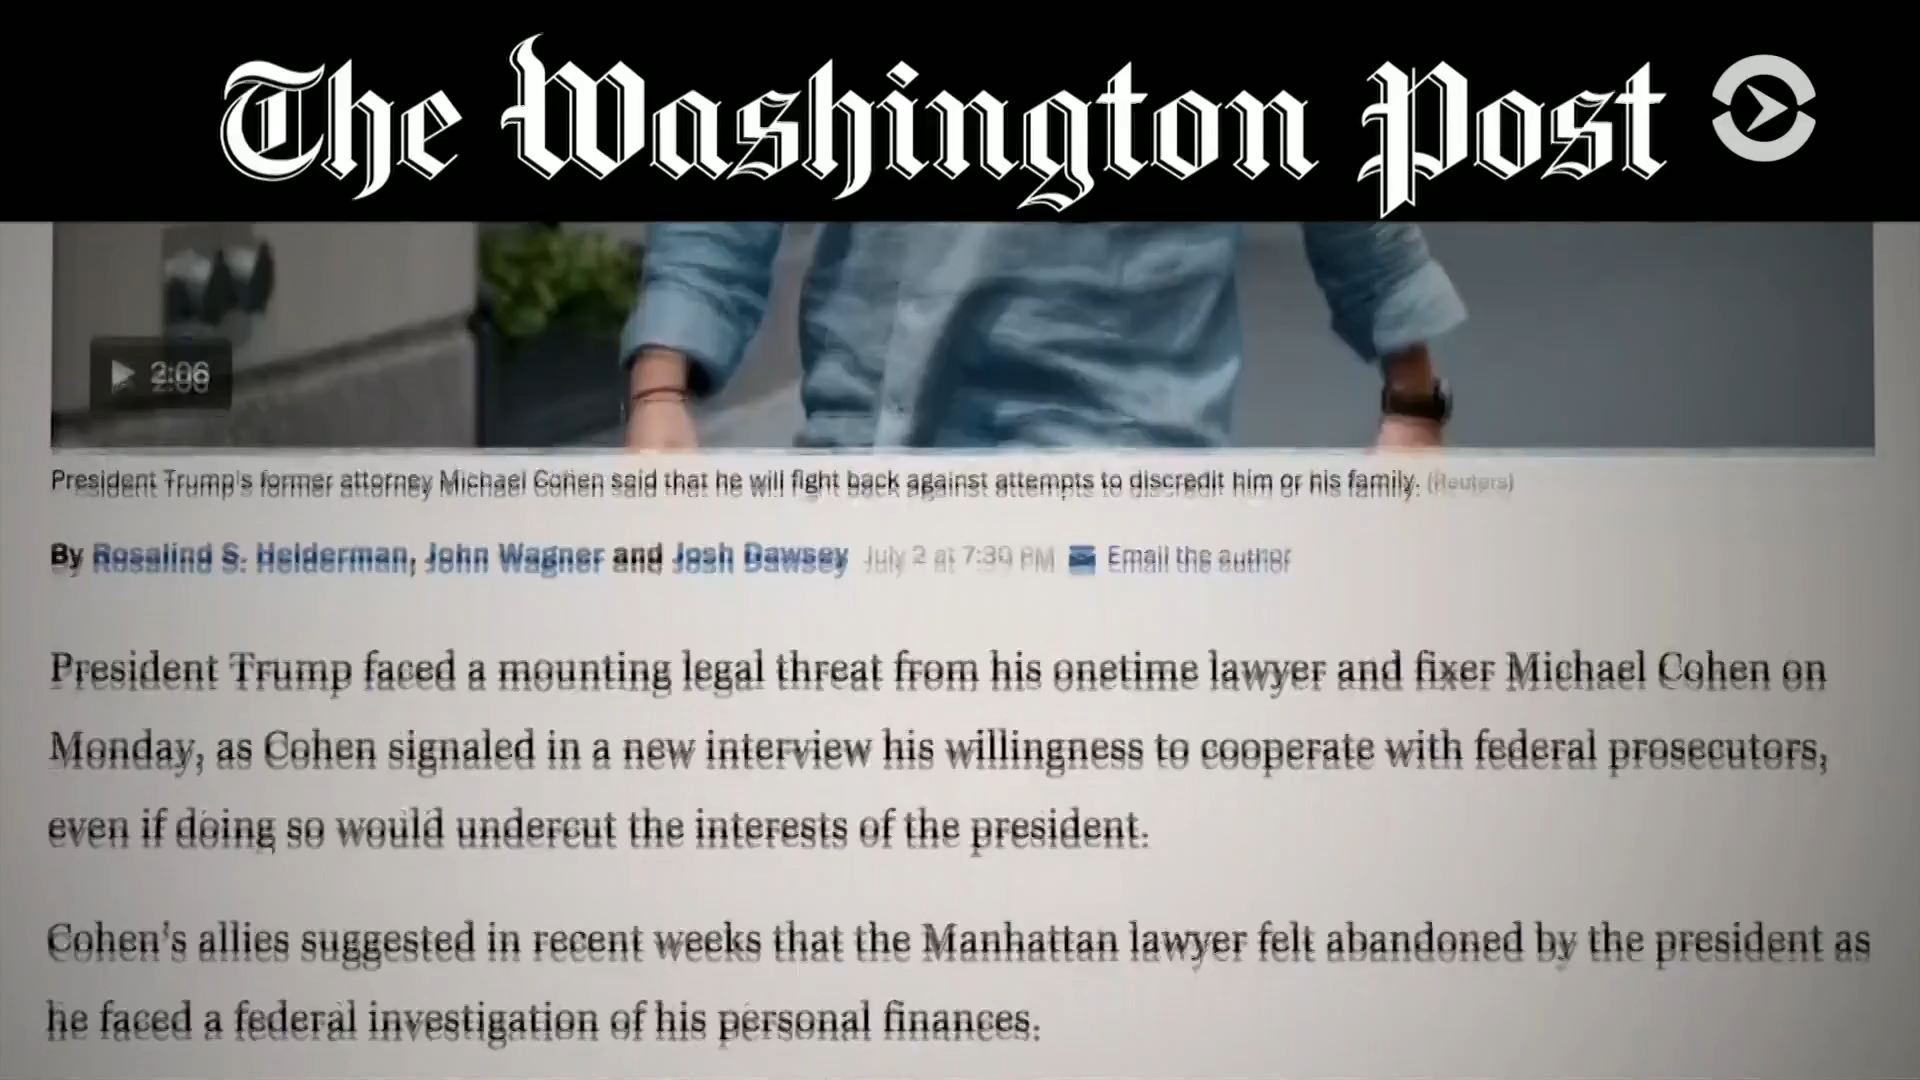 The Washington Post
2:06
President Trump's former attorney Michael Cohen said that he will fight back against attempts to discredit him or his family. (Reuters)
By Rosalind S. Helderman, John Wagner and Josh Dawsey July 2 at 7:39 PM Email the author
President Trump faced a mounting legal threat from his onetime lawyer and fixer Michael Cohen on
Monday, as Cohen signaled in a new interview his willingness to cooperate with federal prosecutors,
even if doing so would undercut the interests of the president.
Cohen's allies suggested in recent weeks that the Manhattan lawyer felt abandoned by the president as
he faced a federal investigation of his personal finances.